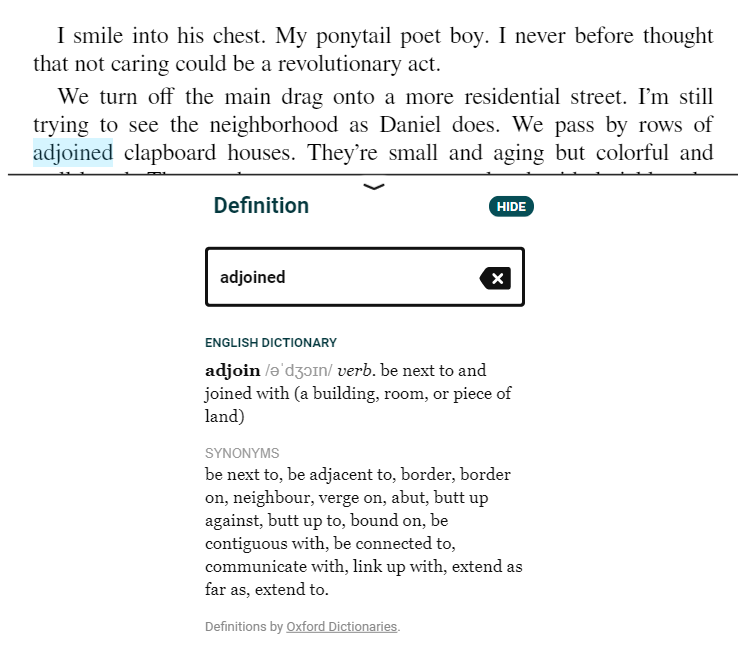 I smile into his chest. My ponytail poet boy. I never before thought
that not caring could be a revolutionary act.
We turn off the main drag onto a more residential street. I'm still
trying to see the neighborhood as Daniel does. We pass by rows of
adjoined clapboard houses. They're small and aging but colorful and
Definition
HIDE
adjoined
ENGLISH DICTIONARY
adjoin /əˈdʒɔɪn/ verb. be next to and
joined with (a building, room, or piece of
land)
SYNONYMS
be next to, be adjacent to, border, border
on, neighbour, verge on, abut, butt up
against, butt up to, bound on, be
contiguous with, be connected to,
communicate with, link up with, extend as
far as, extend to.
Definitions by Oxford Dictionaries.